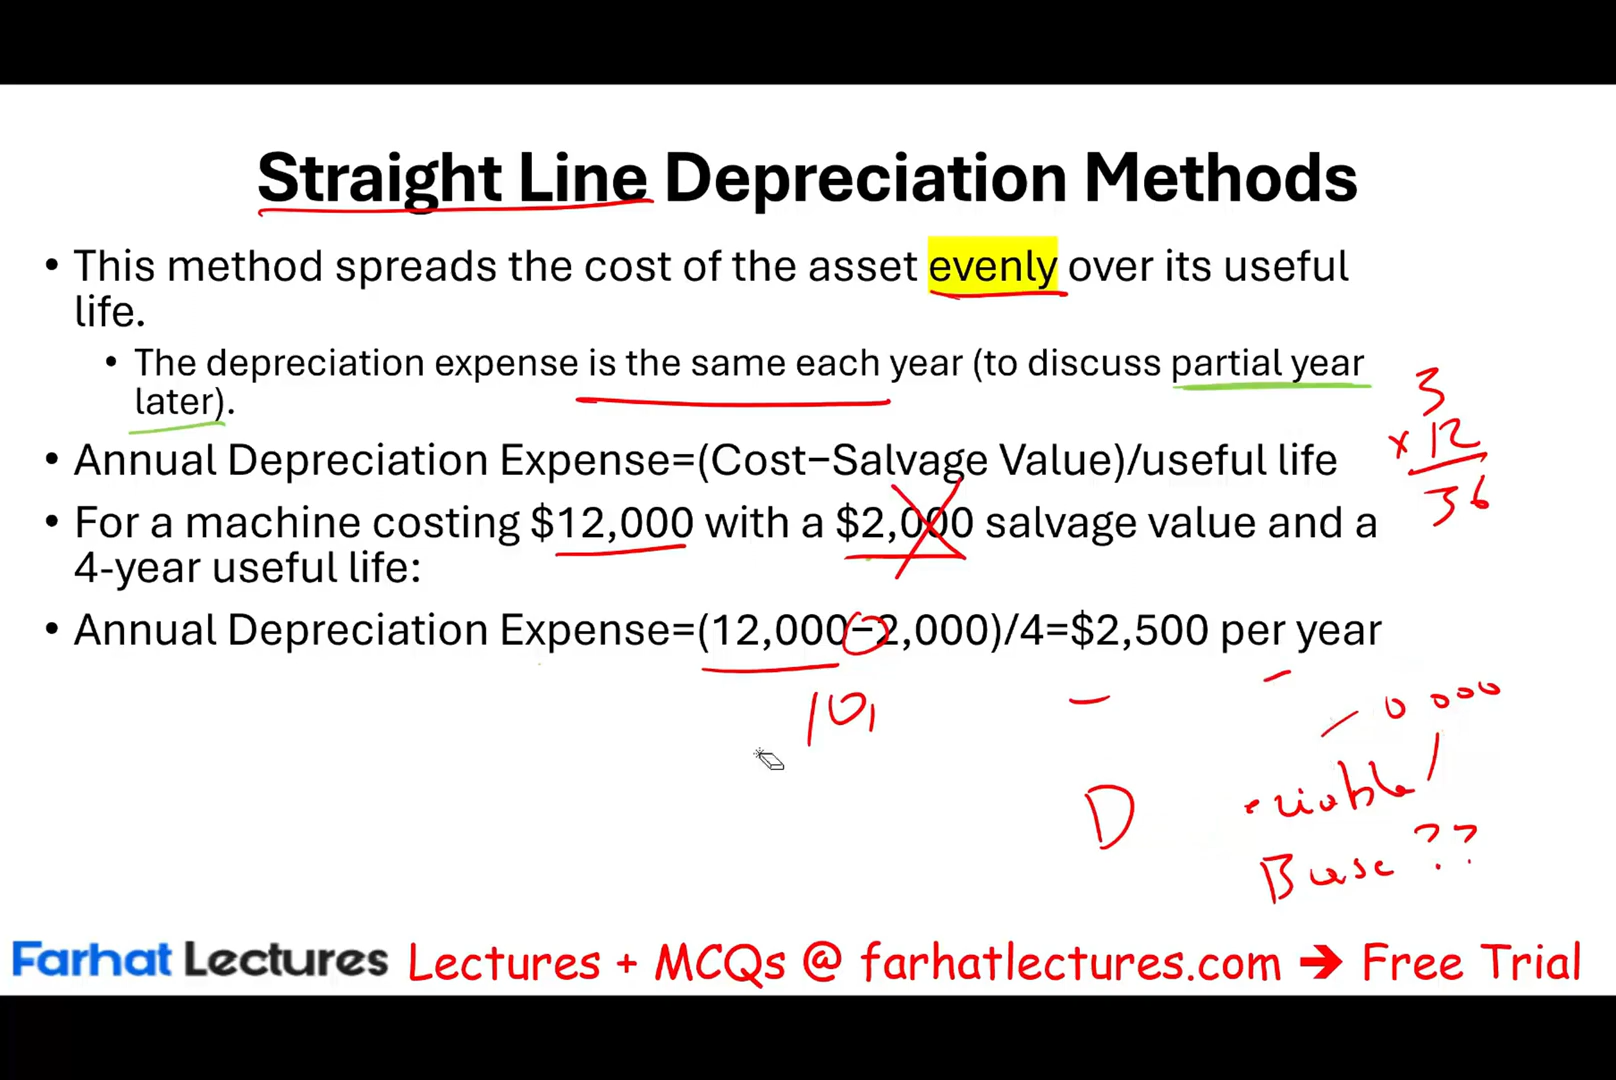 Straight Line Depreciation Methods
• This method spreads the cost of the asset evenly over its useful
life.
• The depreciation expense is the same each year (to discuss partial year
later).
3
x 12
36
• Annual Depreciation Expense=(Cost–Salvage Value)/useful life
• For a machine costing $12,000 with a $2,000 salvage value and a
4-year useful life:
• Annual Depreciation Expense=(12,000–2,000)/4=$2,500 per year
10,
0 000
D
Base ??
Farhat Lectures Lectures + MCQs @ farhatlectures.com → Free Trial